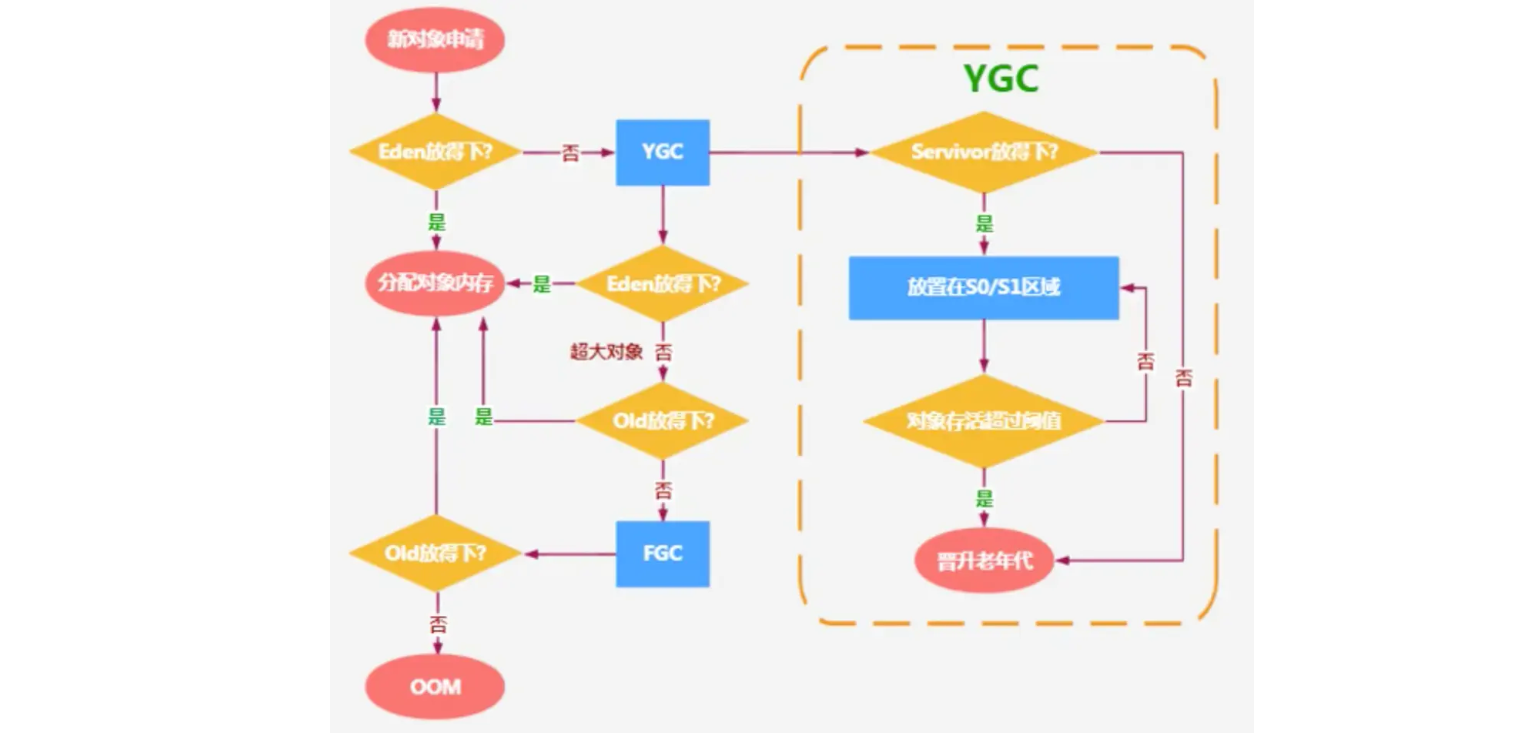 新对象申请
YGC
Eden放得下?
否
YGC
Servivor放得下?
是
是
分配对象内存
是
Eden放得下?
放置在S0/S1区域
超大对象
否
否
否
是
是
Old放得下?
对象存活超过阈值
否
是
Old放得下?
FGC
晋升老年代
否
OOM